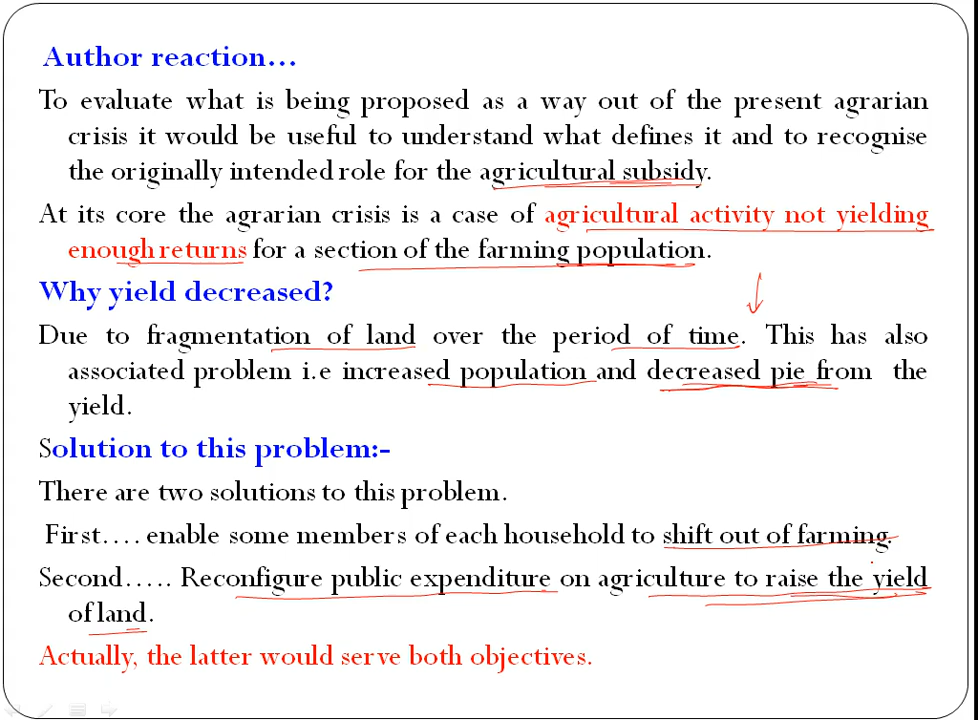 Author reaction…
To evaluate what is being proposed as a way out of the present agrarian
crisis it would be useful to understand what defines it and to recognise
the originally intended role for the agricultural subsidy.
At its core the agrarian crisis is a case of agricultural activity not yielding
enough returns for a section of the farming population.
Why yield decreased?
Due to fragmentation of land over the period of time. This has also
associated problem i.e increased population and decreased pie from the
yield.
Solution to this problem:-
There are two solutions to this problem.
First…. enable some members of each household to shift out of farming.
Second….. Reconfigure public expenditure on agriculture to raise the yield
of land.
Actually, the latter would serve both objectives.